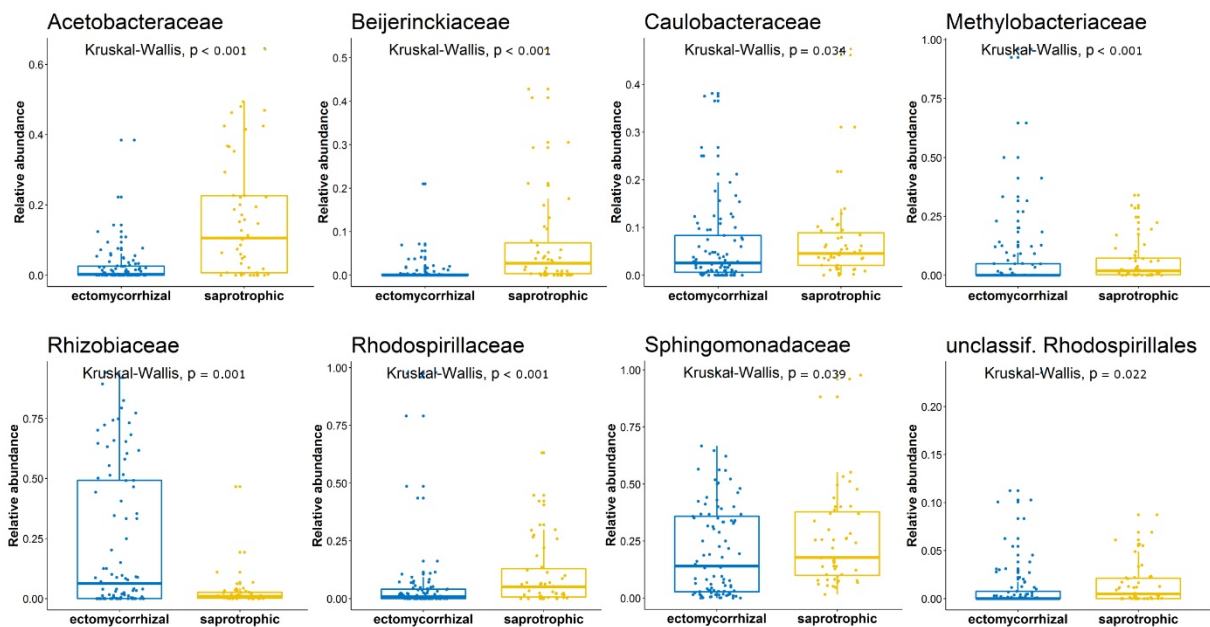 Acetobacteraceae
Kruskal-Wallis, p < 0.001
Relative abundance
0.6
0.4
0.2
0.0
ectomycorrhizal saprotrophic
Beijerinckiaceae
Kruskal-Wallis, p < 0.001
Relative abundance
0.5
0.4
0.3
0.2
0.1
0.0
ectomycorrhizal saprotrophic
Caulobacteraceae
Kruskal-Wallis, p = 0.034
Relative abundance
0.4
0.3
0.2
0.1
0.0
ectomycorrhizal saprotrophic
Methylobacteriaceae
Kruskal-Wallis, p < 0.001
Relative abundance
1.00
0.75
0.50
0.25
0.00
ectomycorrhizal saprotrophic
Rhizobiaceae
Kruskal-Wallis, p = 0.001
Relative abundance
0.75
0.50
0.25
0.00
ectomycorrhizal saprotrophic
Rhodospirillaceae
Kruskal-Wallis, p < 0.001
Relative abundance
1.00
0.75
0.50
0.25
0.00
ectomycorrhizal saprotrophic
Sphingomonadaceae
Kruskal-Wallis, p = 0.039
Relative abundance
1.00
0.75
0.50
0.25
0.00
ectomycorrhizal saprotrophic
unclassif. Rhodospirillales
Kruskal-Wallis, p = 0.022
Relative abundance
0.20
0.15
0.10
0.05
0.00
ectomycorrhizal saprotrophic